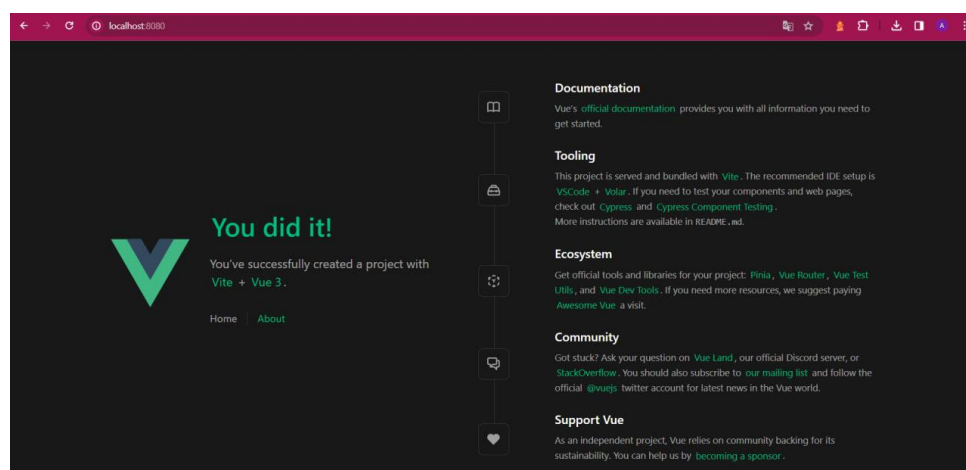 localhost:8080
A
You did it!
You've successfully created a project with
Vite + Vue 3.
Home
About
Documentation
Vue's official documentation provides you with all information you need to
get started.
Tooling
This project is served and bundled with Vite. The recommended IDE setup is
VSCode + Volar. If you need to test your components and web pages,
check out Cypress and Cypress Component Testing.
More instructions are available in README.md.
Ecosystem
Get official tools and libraries for your project: Pinia, Vue Router, Vue Test
Utils, and Vue Dev Tools. If you need more resources, we suggest paying
Awesome Vue a visit.
Community
Got stuck? Ask your question on Vue Land, our official Discord server, or
StackOverflow. You should also subscribe to our mailing list and follow the
official @vuejs twitter account for latest news in the Vue world.
Support Vue
As an independent project, Vue relies on community backing for its
sustainability. You can help us by becoming a sponsor.